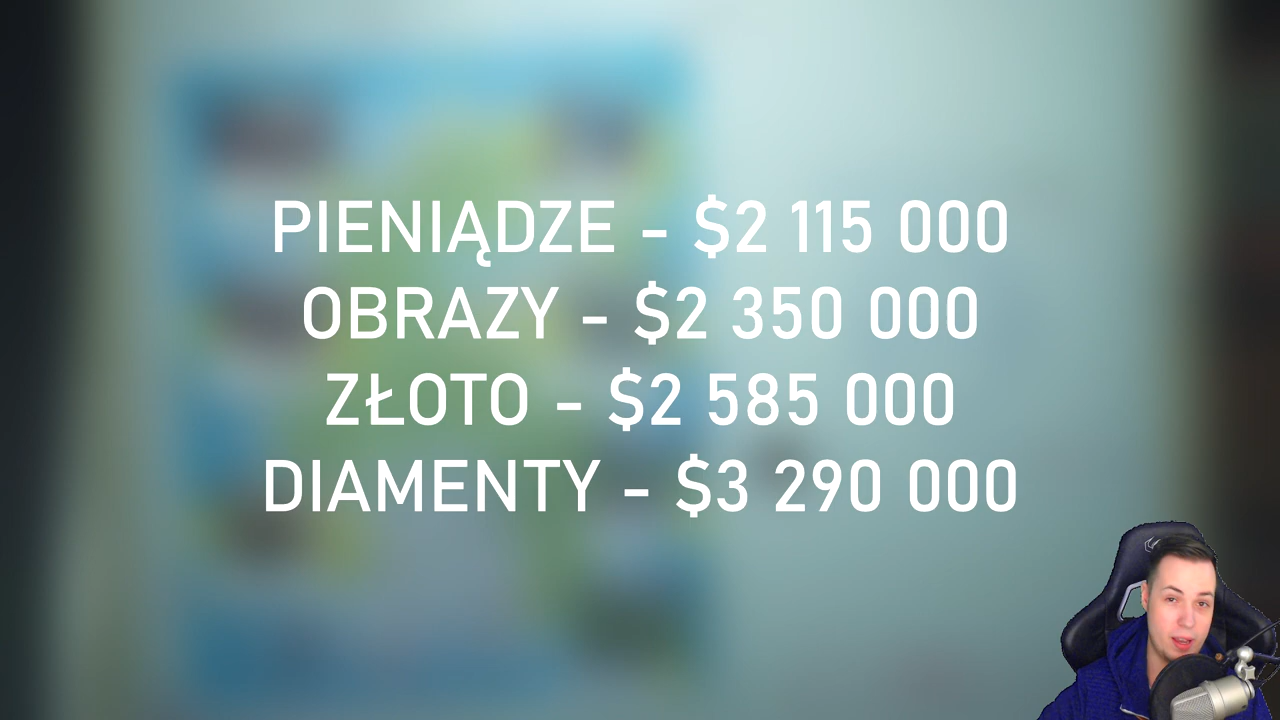 PIENIĄDZE - $2 115 000
OBRAZY - $2 350 000
ZŁOTO - $2 585 000
DIAMENTY - $3 290 000